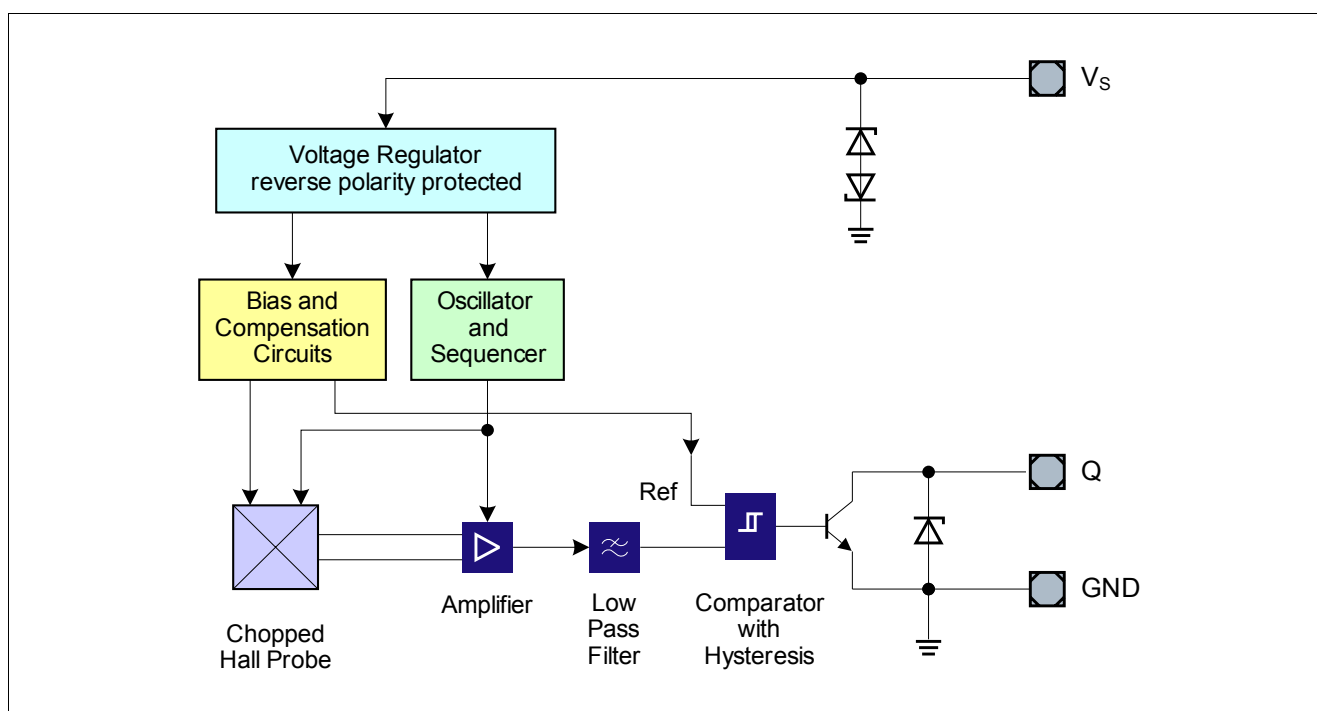 V_S
Voltage Regulator
reverse polarity protected
Bias and
Compensation
Circuits
Oscillator
and
Sequencer
Ref
Q
GND
Amplifier
Low
Pass
Filter
Comparator
with
Hysteresis
Chopped
Hall Probe